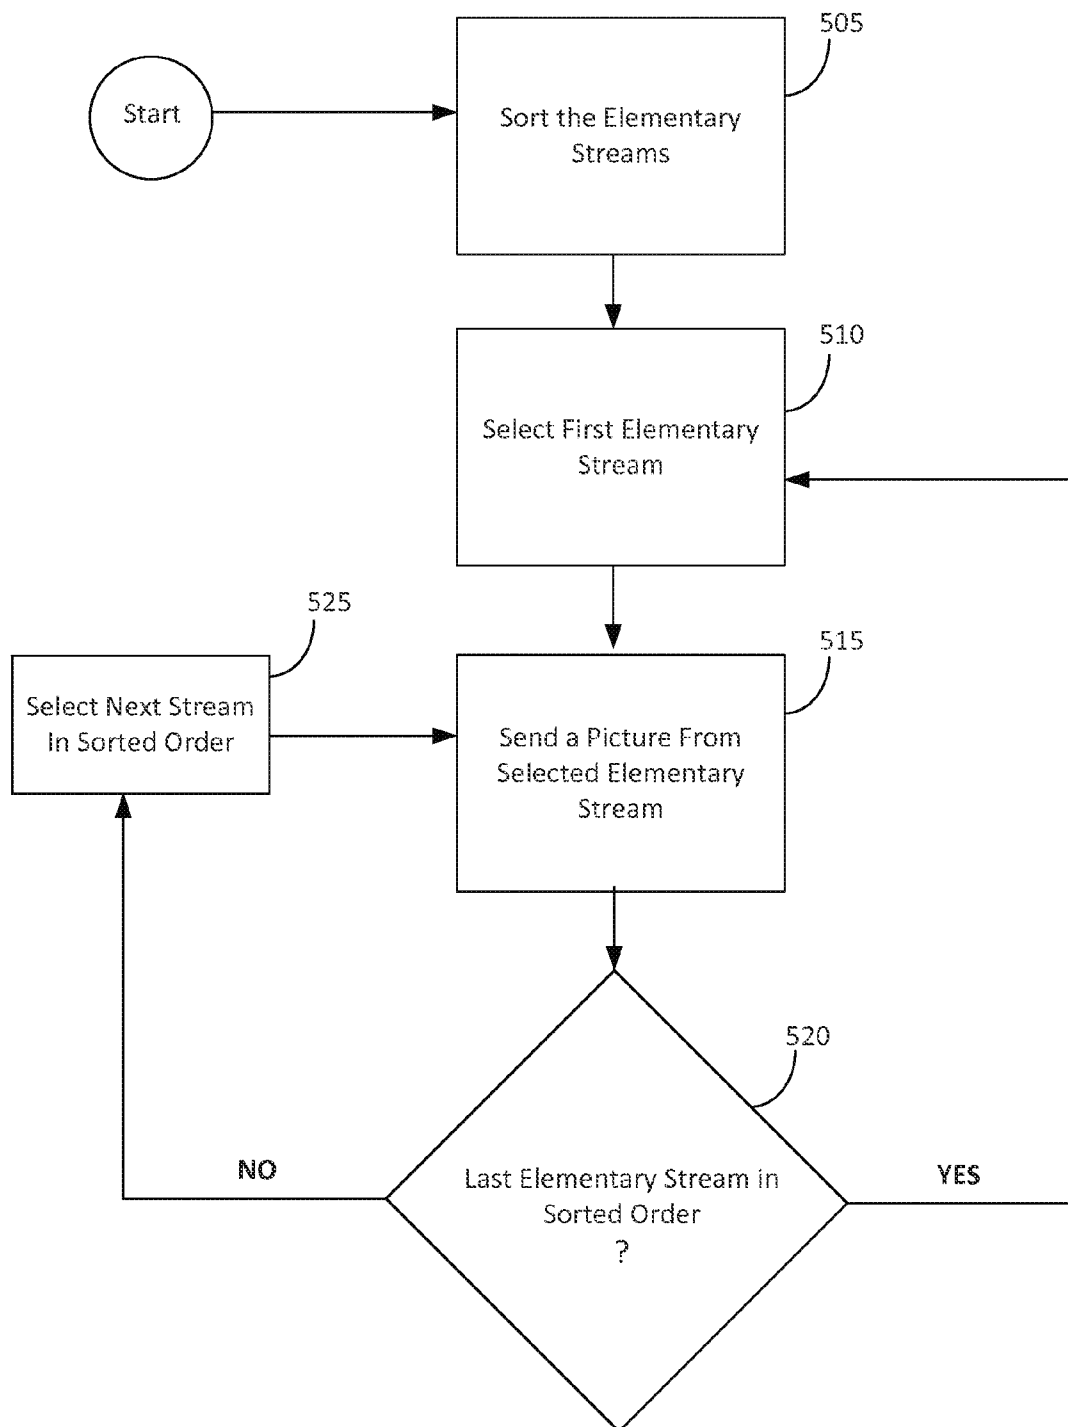 505
Start
Sort the Elementary
Streams
510
Select First Elementary
Stream
525
515
Select Next Stream
In Sorted Order
Send a Picture From
Selected Elementary
Stream
520
NO
Last Elementary Stream in
Sorted Order
?
YES